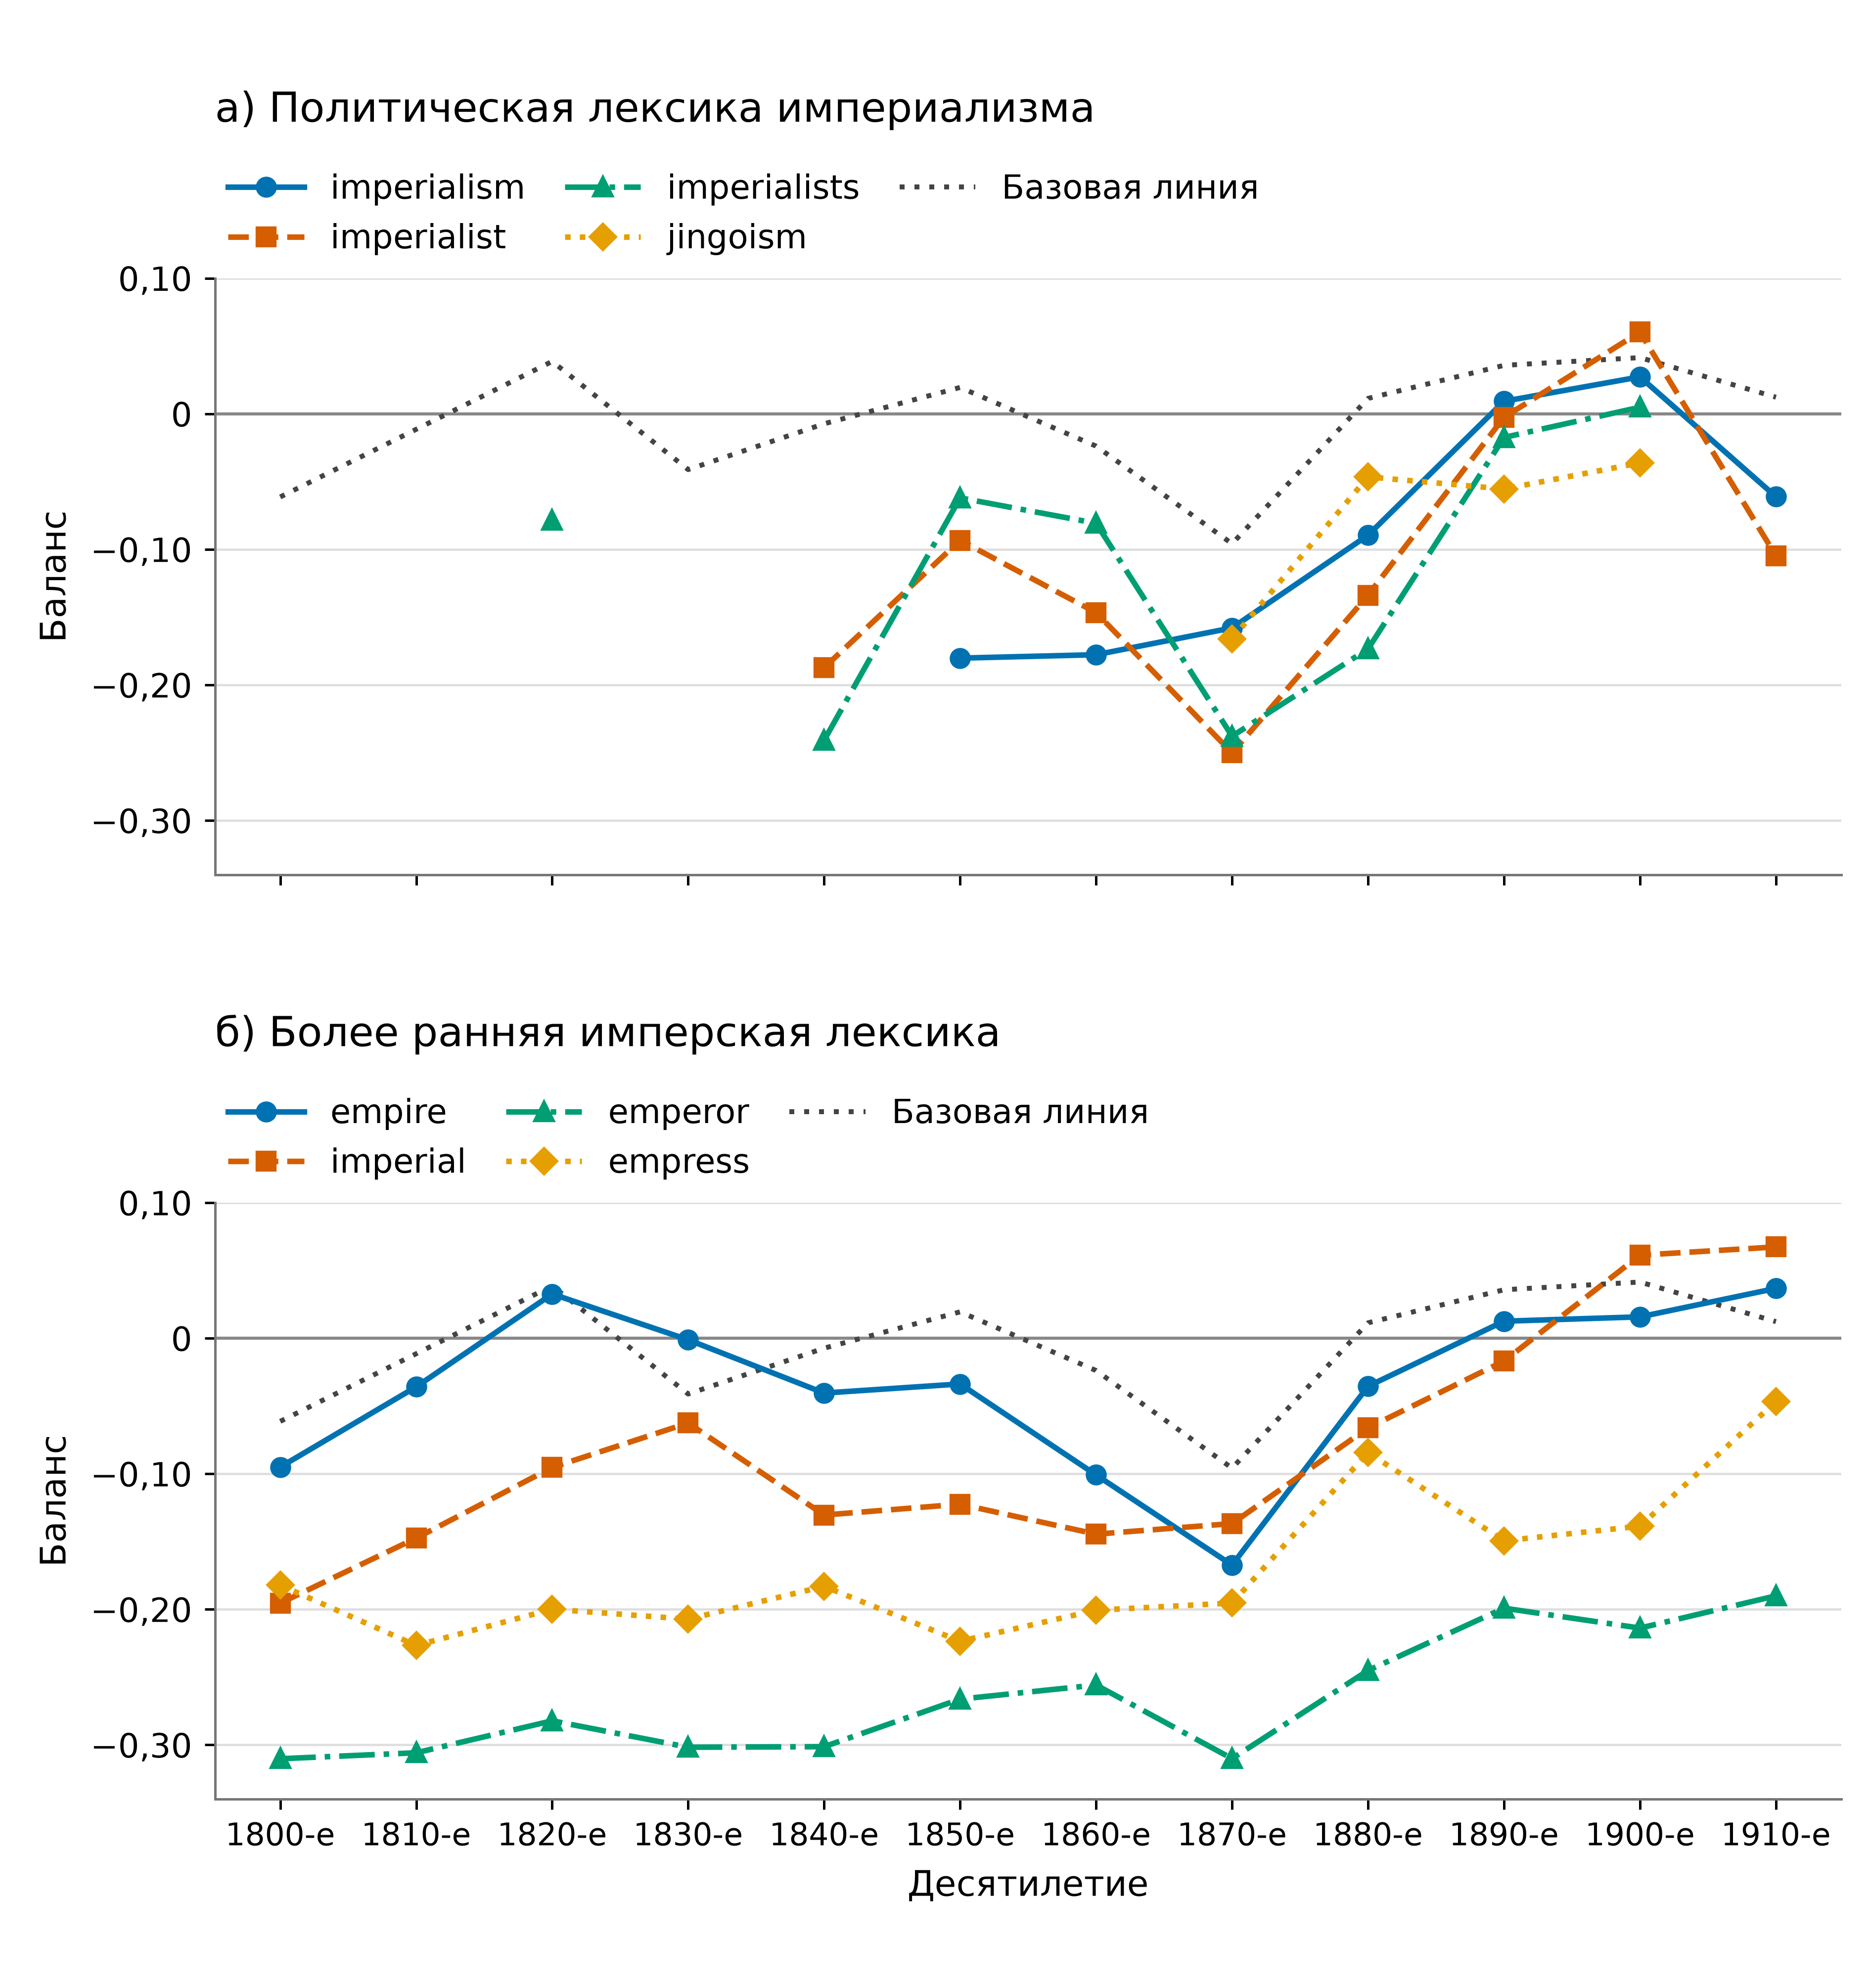 а) Политическая лексика империализма
imperialism imperialists Базовая линия
imperialist jingoism
0,10
0
−0,10
−0,20
−0,30
Баланс
б) Более ранняя имперская лексика
empire emperor Базовая линия
imperial empress
0,10
0
−0,10
−0,20
−0,30
Баланс
1800-е 1810-е 1820-е 1830-е 1840-е 1850-е 1860-е 1870-е 1880-е 1890-е 1900-е 1910-е
Десятилетие